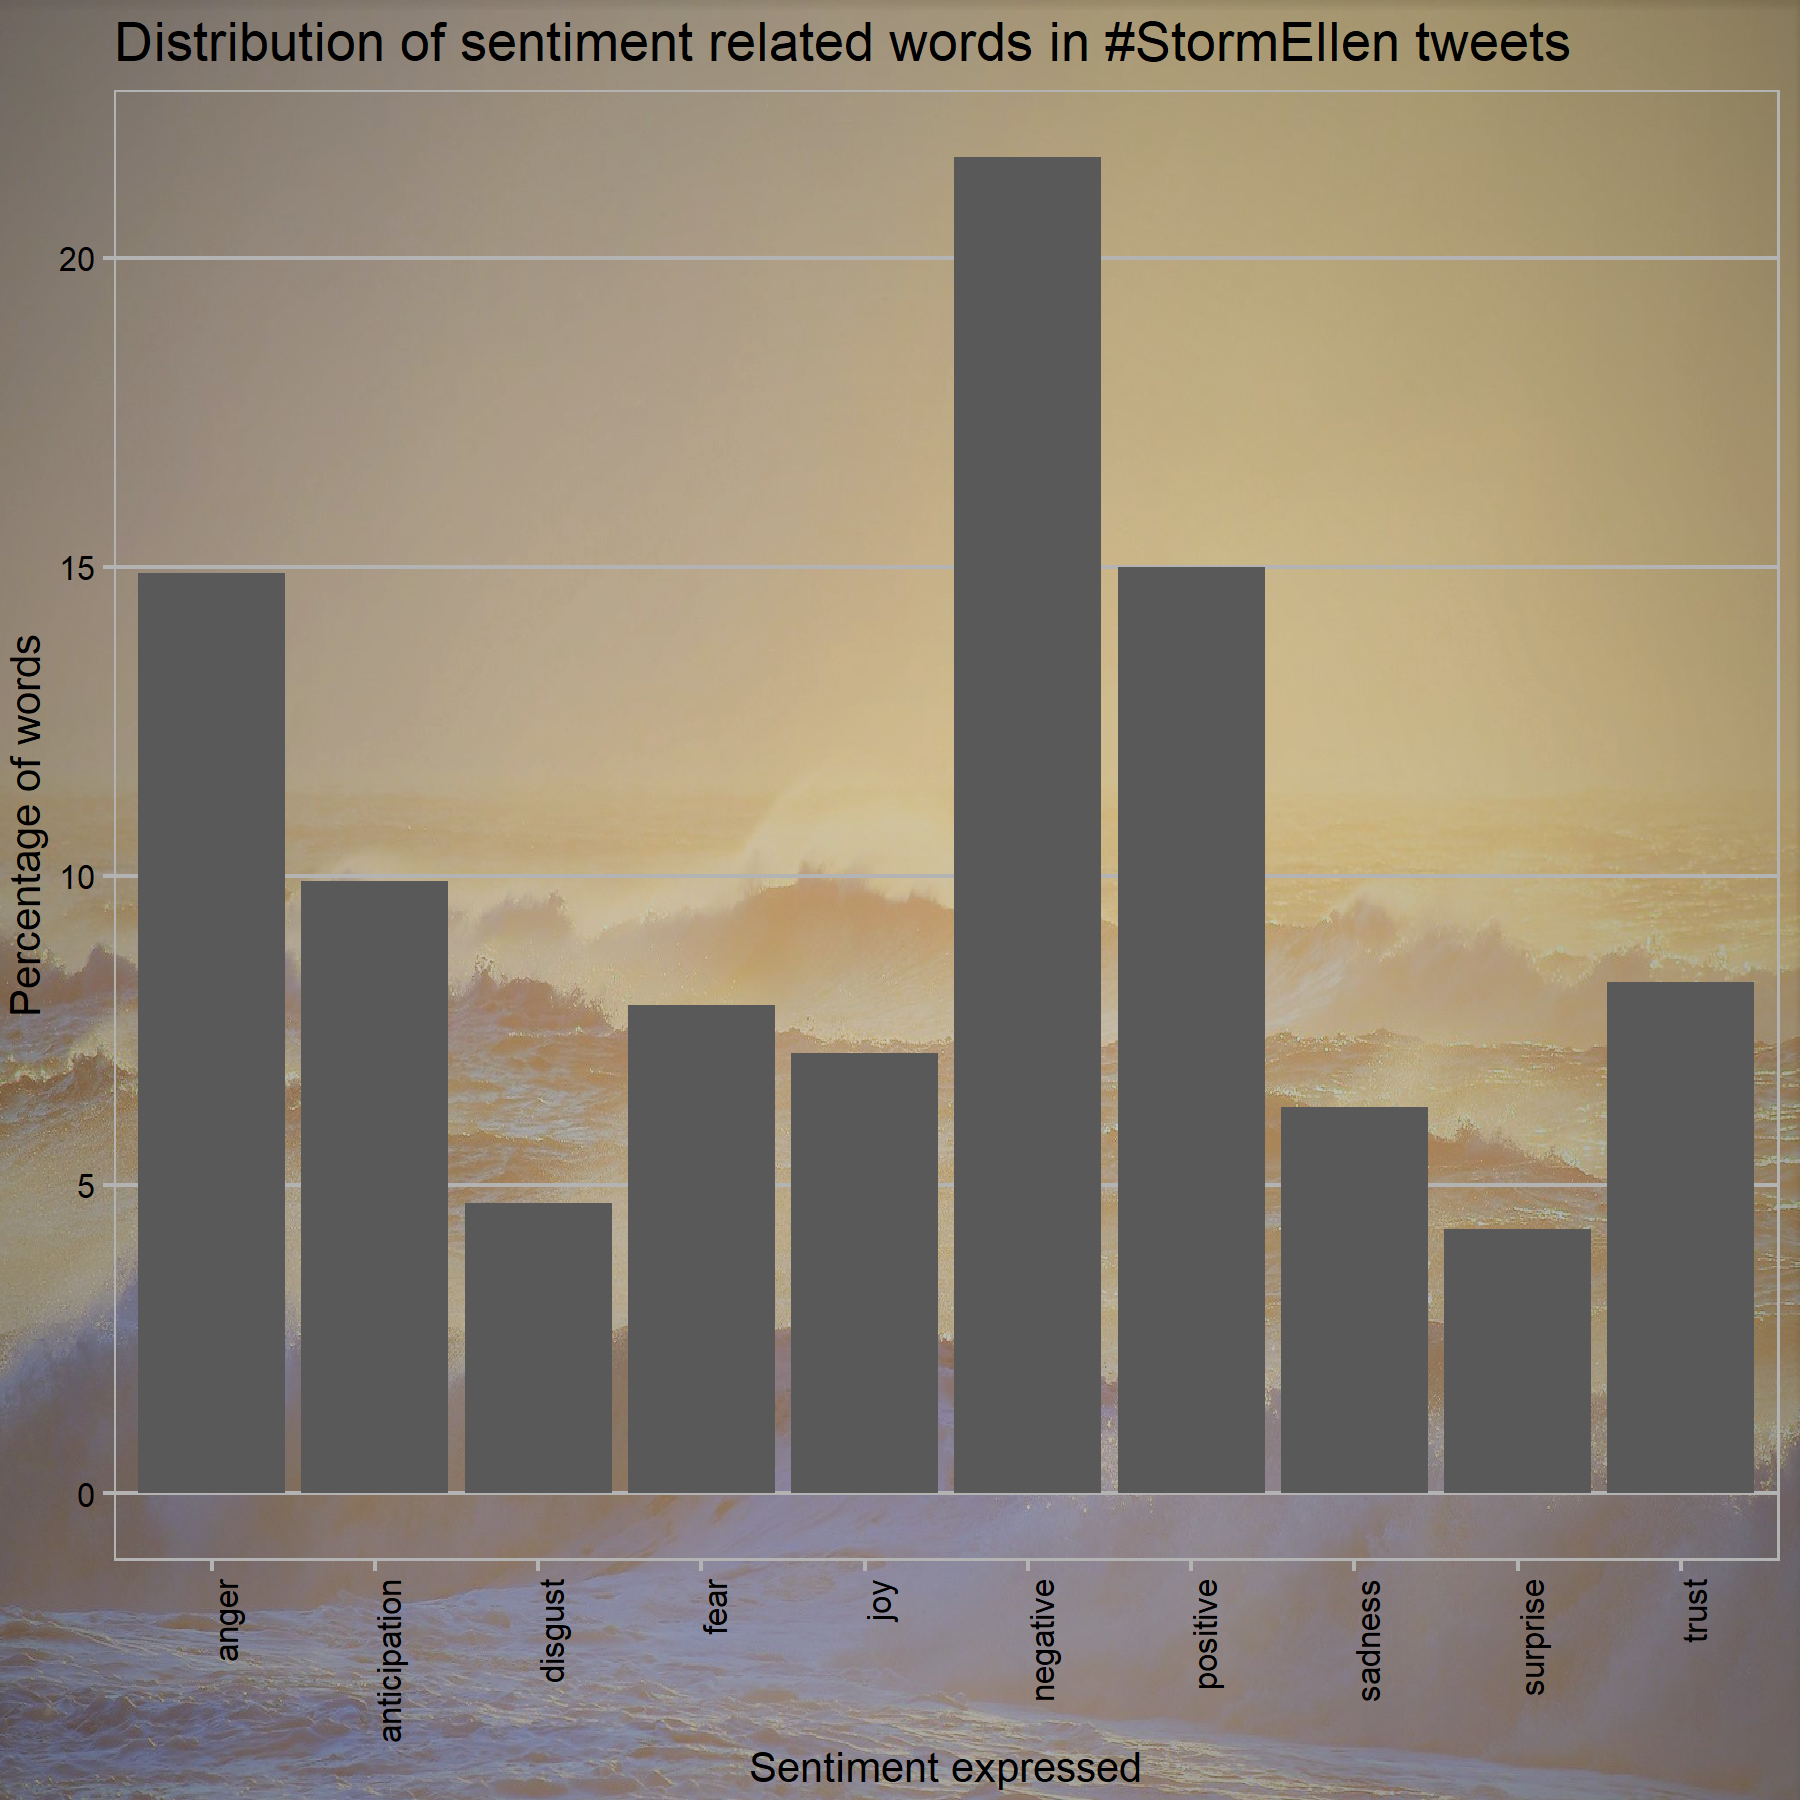 Distribution of sentiment related words in #StormEllen tweets
Percentage of words
20
15
10
5
0
anger
anticipation
disgust
fear
joy
negative
positive
sadness
surprise
trust
Sentiment expressed